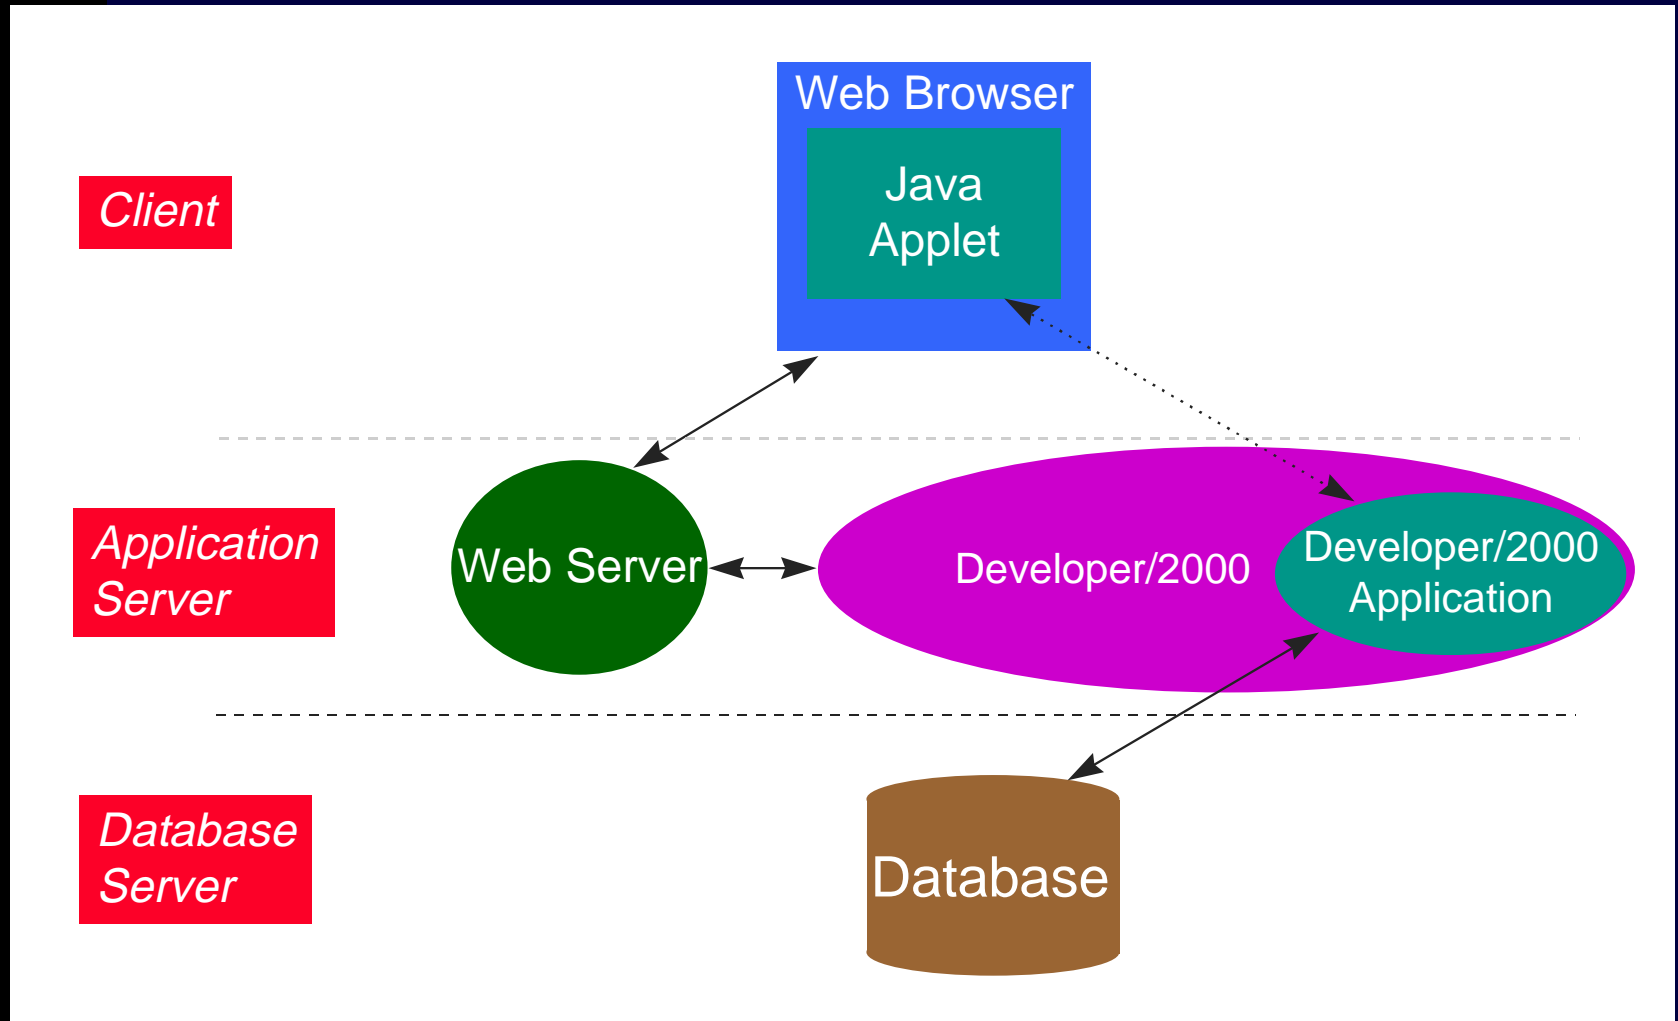 Web Browser
Java
Applet
Client
Application
Server
Web Server
Developer/2000
Developer/2000
Application
Database
Server
Database